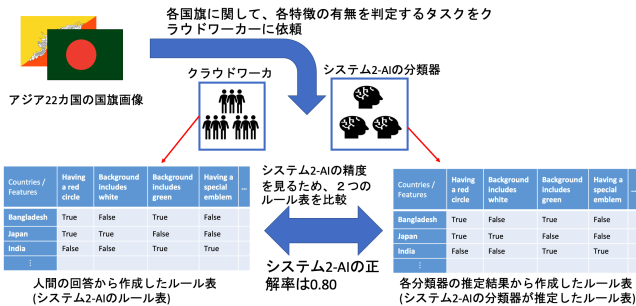 各国旗に関して、各特徴の有無を判定するタスクをク
ラウドワーカーに依頼
クラウドワーカ
システム2-AIの分類器
アジア22カ国の国旗画像
Countries / Features
Having a red circle
Background includes white
Background includes green
Having a special emblem
...
Bangladesh
True
False
True
False
Japan
True
True
False
False
India
False
False
True
True
⋮
システム2-AIの精度
を見るため、２つの
ルール表を比較
システム2-AIの正
解率は0.80
Countries / Features
Having a red circle
Background includes white
Background includes green
Having a special emblem
...
Bangladesh
True
False
True
False
Japan
True
True
False
False
India
False
False
True
True
⋮
人間の回答から作成したルール表
(システム2-AIのルール表)
各分類器の推定結果から作成したルール表
(システム2-AIの分類器が推定したルール表)